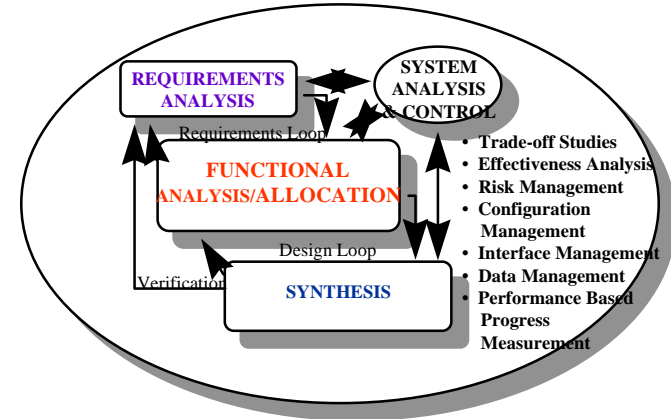 REQUIREMENTS
ANALYSIS
SYSTEM
ANALYSIS
& CONTROL
Requirements Loop
FUNCTIONAL
ANALYSIS/ALLOCATION
Design Loop
Verification
SYNTHESIS
• Trade-off Studies
• Effectiveness Analysis
• Risk Management
• Configuration
Management
• Interface Management
• Data Management
• Performance Based
Progress
Measurement